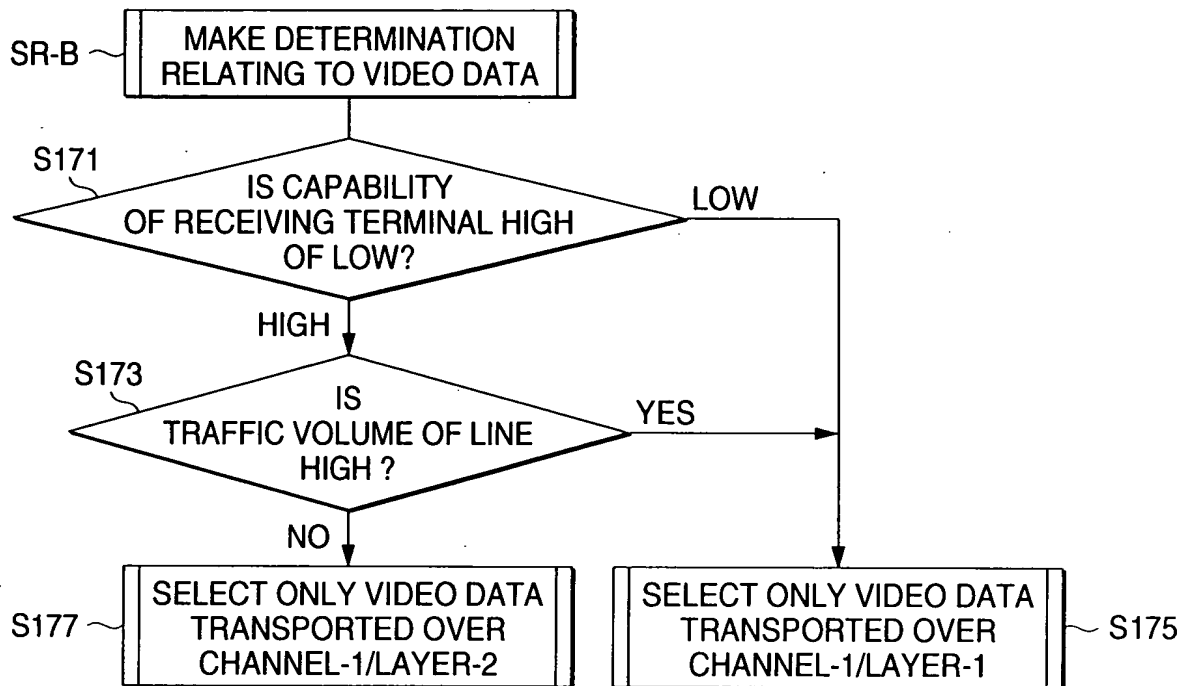 SR-B
MAKE DETERMINATION
RELATING TO VIDEO DATA
S171
IS CAPABILITY
OF RECEIVING TERMINAL HIGH
OF LOW?
LOW
HIGH
S173
IS
TRAFFIC VOLUME OF LINE
HIGH ?
YES
NO
S177
SELECT ONLY VIDEO DATA
TRANSPORTED OVER
CHANNEL-1/LAYER-2
SELECT ONLY VIDEO DATA
TRANSPORTED OVER
CHANNEL-1/LAYER-1
S175